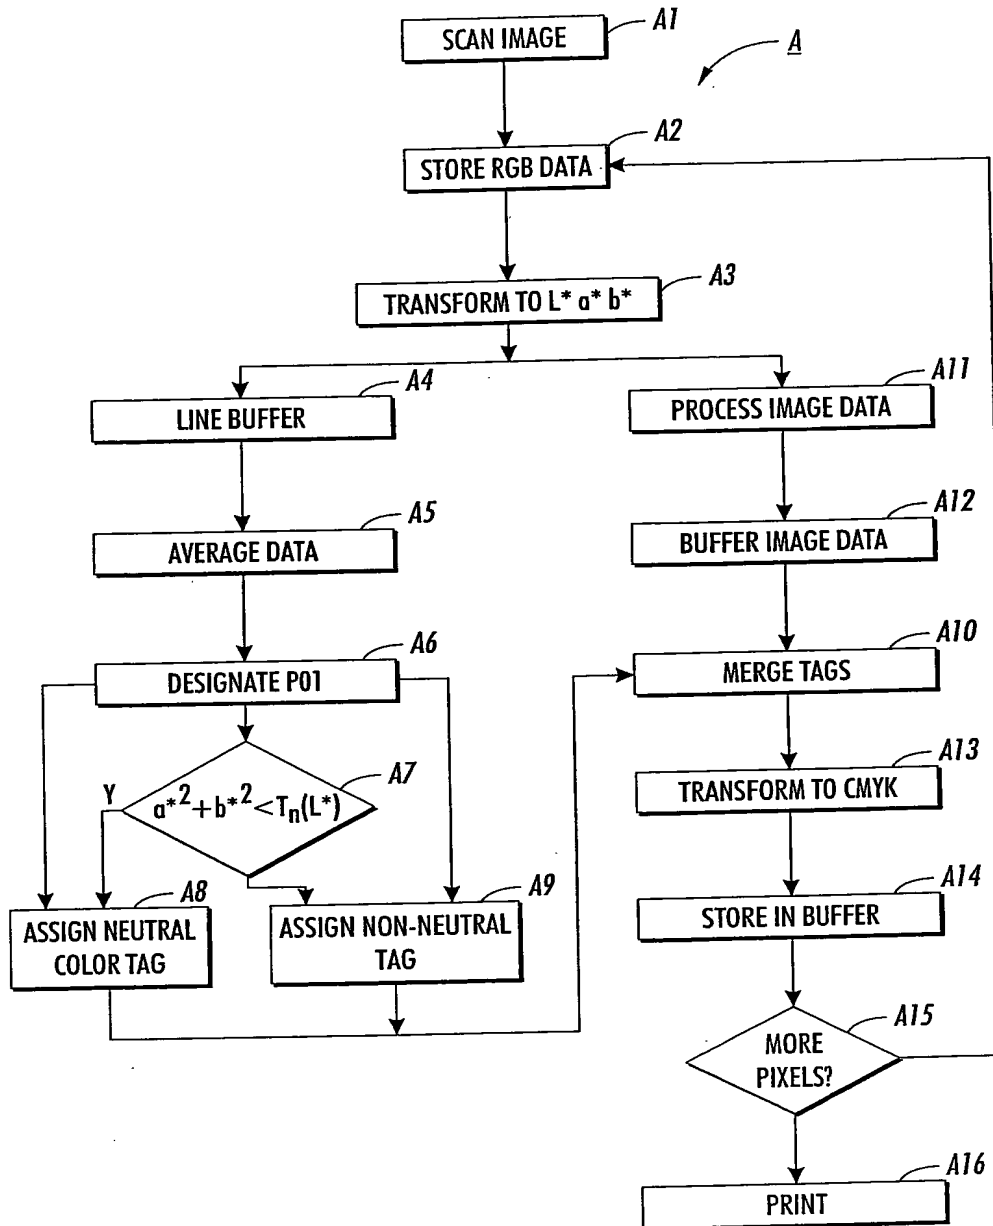 SCAN IMAGE
A1
A
STORE RGB DATA
A2
TRANSFORM TO L* a* b*
A3
LINE BUFFER
A4
PROCESS IMAGE DATA
A11
AVERAGE DATA
A5
BUFFER IMAGE DATA
A12
DESIGNATE P01
A6
MERGE TAGS
A10
Y
a*²+b*²<Tn(L*)
A7
TRANSFORM TO CMYK
A13
ASSIGN NEUTRAL
COLOR TAG
A8
ASSIGN NON-NEUTRAL
TAG
A9
STORE IN BUFFER
A14
MORE
PIXELS?
A15
PRINT
A16